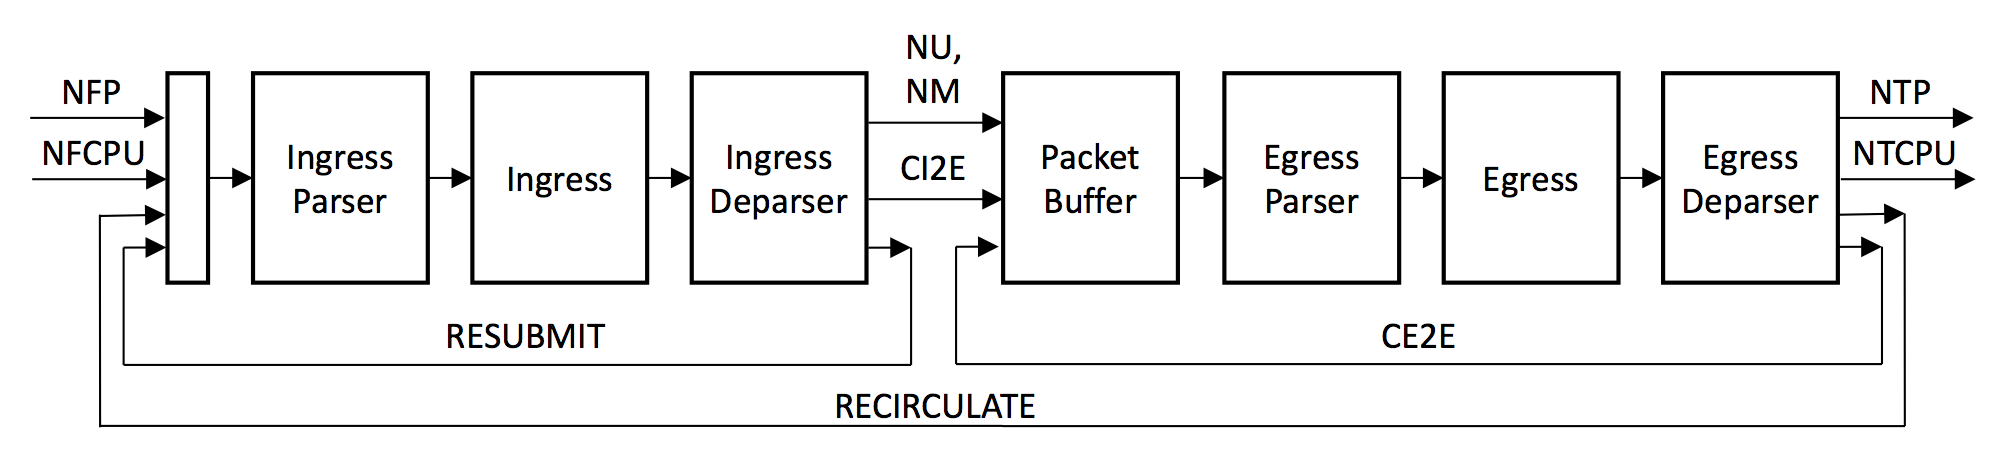 NFP
NFCPU
Ingress
Parser
Ingress
Ingress
Deparser
NU,
NM
CI2E
Packet
Buffer
Egress
Parser
Egress
Egress
Deparser
NTP
NTCPU
RESUBMIT
CE2E
RECIRCULATE